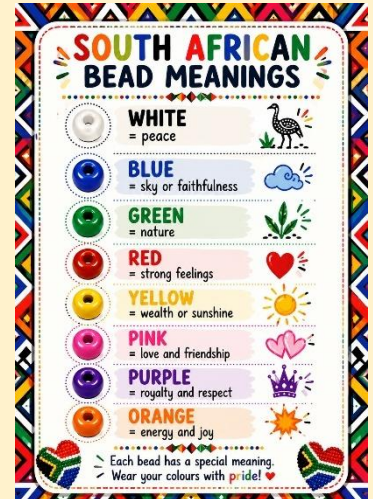 SOUTH AFRICAN
BEAD MEANINGS
WHITE
= peace
BLUE
= sky or faithfulness
GREEN
= nature
RED
= strong feelings
YELLOW
= wealth or sunshine
PINK
= love and friendship
PURPLE
= royalty and respect
ORANGE
= energy and joy
Each bead has a special meaning.
Wear your colours with pride!